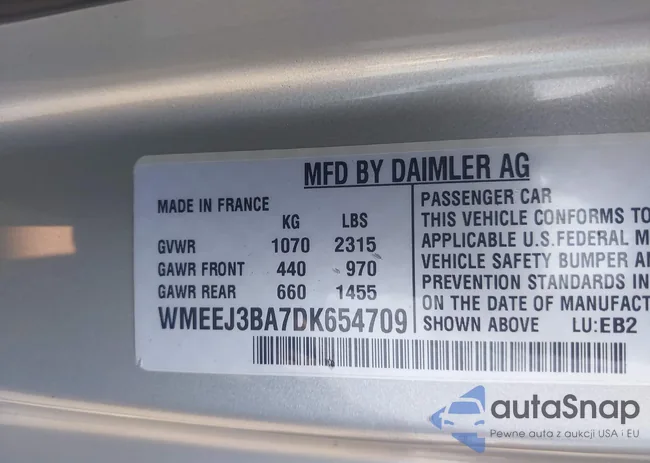 MFD BY DAIMLER AG
MADE IN FRANCE
KG LBS
GVWR 1070 2315
GAWR FRONT 440 970
GAWR REAR 660 1455
WMEEJ3BA7DK654709
PASSENGER CAR
THIS VEHICLE CONFORMS TO
APPLICABLE U.S.FEDERAL M
VEHICLE SAFETY BUMPER AN
PREVENTION STANDARDS IN
ON THE DATE OF MANUFAC
SHOWN ABOVE LU:EB2
autaSnap
Pewne auta z aukcji USA i EU